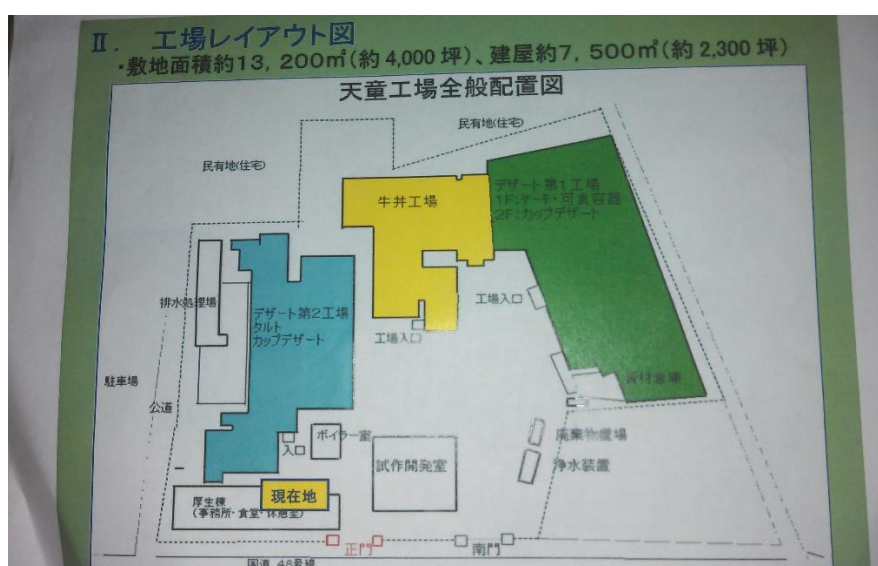 Ⅱ. 工場レイアウト図
・敷地面積約13,200㎡(約4,000坪)、建屋約7,500㎡(約2,300坪)
天童工場全般配置図
民有地(住宅)
民有地(住宅)
牛丼工場
デザート第1工場
1F:ケーキ・可食容器
2F:カップデザート
排水処理場
デザート第2工場
タルト
カップデザート
工場入口
工場入口
駐車場
公道
資材倉庫
入口
ボイラー室
試作開発室
廃棄物置場
浄水装置
現在地
厚生棟
(事務所・食堂・休憩室)
正門
南門
国道 48号線